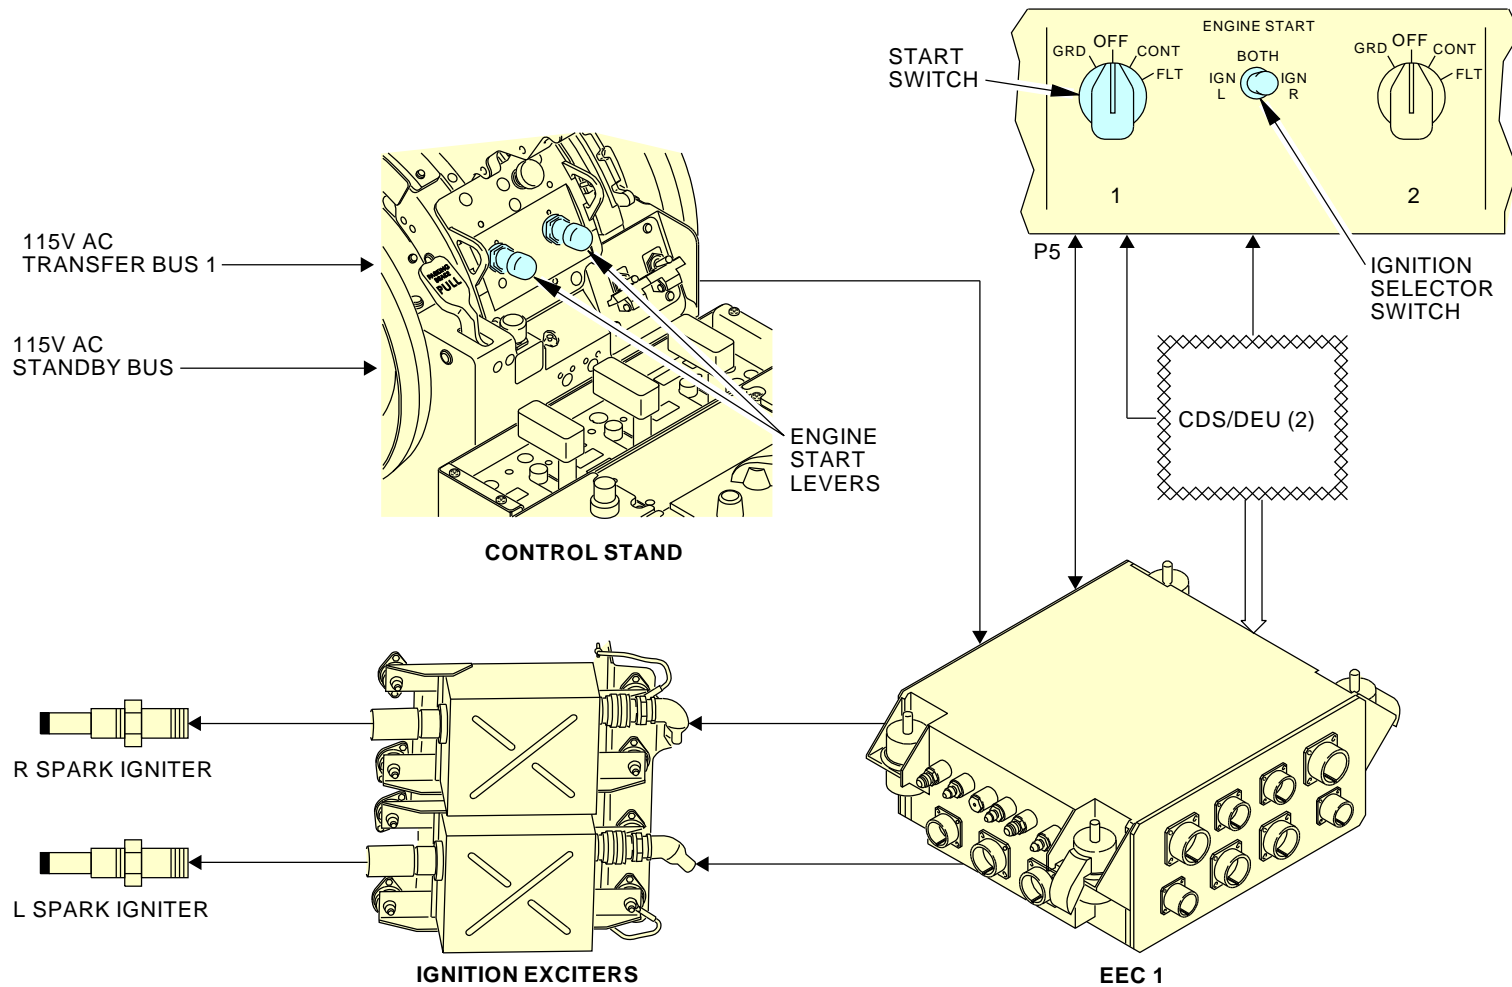 ENGINE START
START
SWITCH
GRD
OFF
CONT
FLT
BOTH
IGN
L
IGN
R
GRD
OFF
CONT
FLT
1
2
P5
IGNITION
SELECTOR
SWITCH
115V AC
TRANSFER BUS 1
115V AC
STANDBY BUS
PARKING
BRAKE
PULL
ENGINE
START
LEVERS
CONTROL STAND
CDS/DEU (2)
R SPARK IGNITER
L SPARK IGNITER
IGNITION EXCITERS
EEC 1